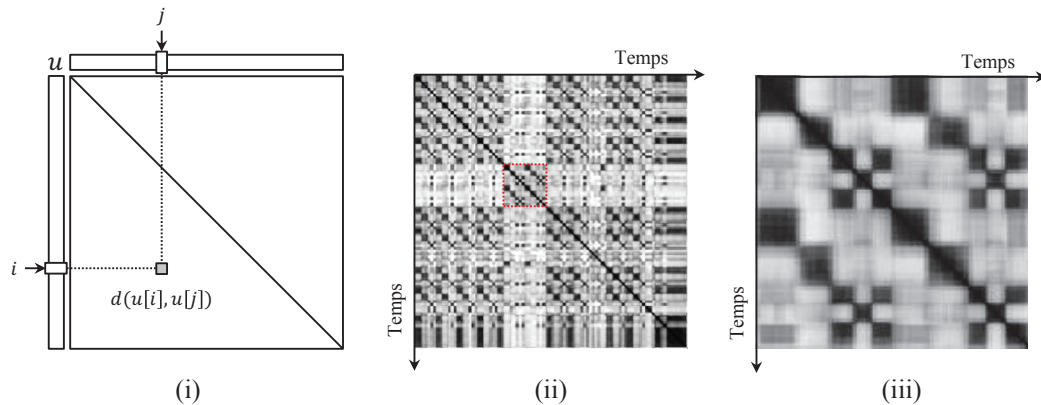 j
u
i
d(u[i], u[j])
(i)
Temps
Temps
(ii)
Temps
Temps
(iii)